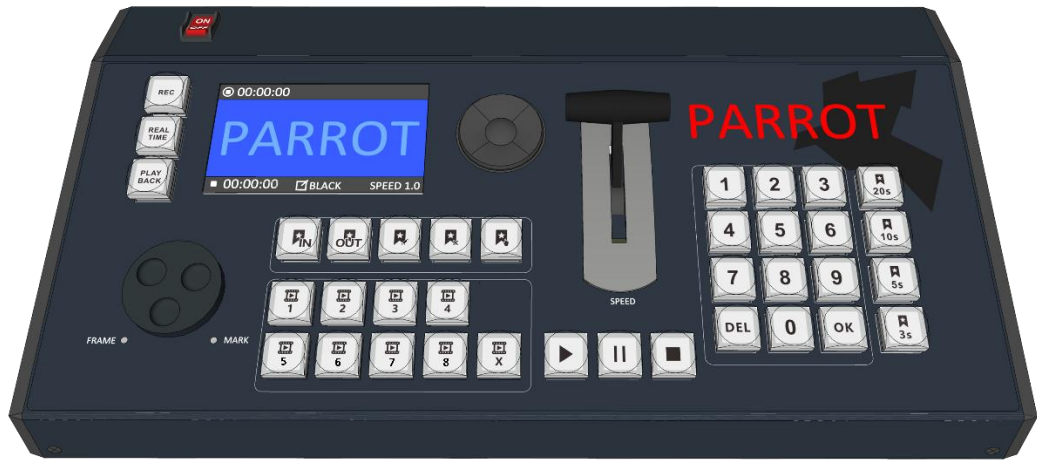 ON
OFF
REC
REAL
TIME
PLAY
BACK
00:00:00
PARROT
00:00:00 BLACK SPEED 1.0
PARROT
IN OUT
1 2 3 4
5 6 7 8 X
FRAME MARK
SPEED
1 2 3 20s
4 5 6 10s
7 8 9 5s
DEL 0 OK 3s